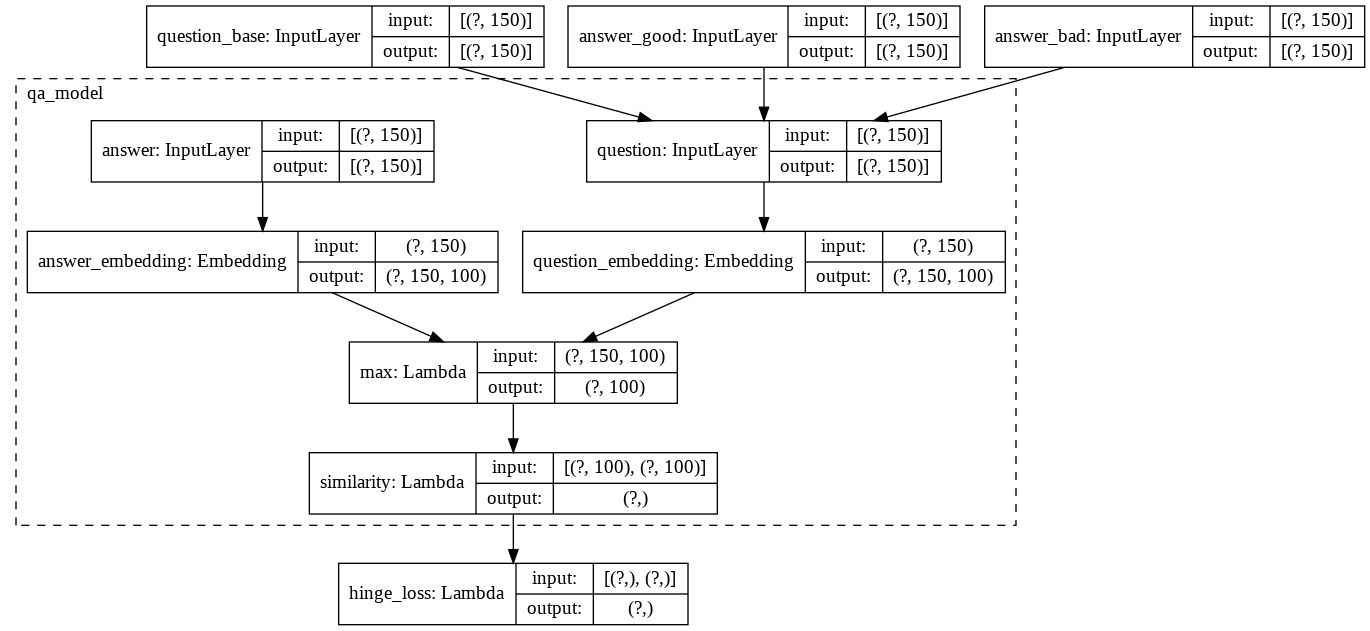 question_base: InputLayer input: [(?, 150)]
output: [(?, 150)]
answer_good: InputLayer input: [(?, 150)]
output: [(?, 150)]
answer_bad: InputLayer input: [(?, 150)]
output: [(?, 150)]
qa_model
answer: InputLayer input: [(?, 150)]
output: [(?, 150)]
question: InputLayer input: [(?, 150)]
output: [(?, 150)]
answer_embedding: Embedding input: (?, 150)
output: (?, 150, 100)
question_embedding: Embedding input: (?, 150)
output: (?, 150, 100)
max: Lambda input: (?, 150, 100)
output: (?, 100)
similarity: Lambda input: [(?, 100), (?, 100)]
output: (?,)
hinge_loss: Lambda input: [(?,), (?,)]
output: (?,)